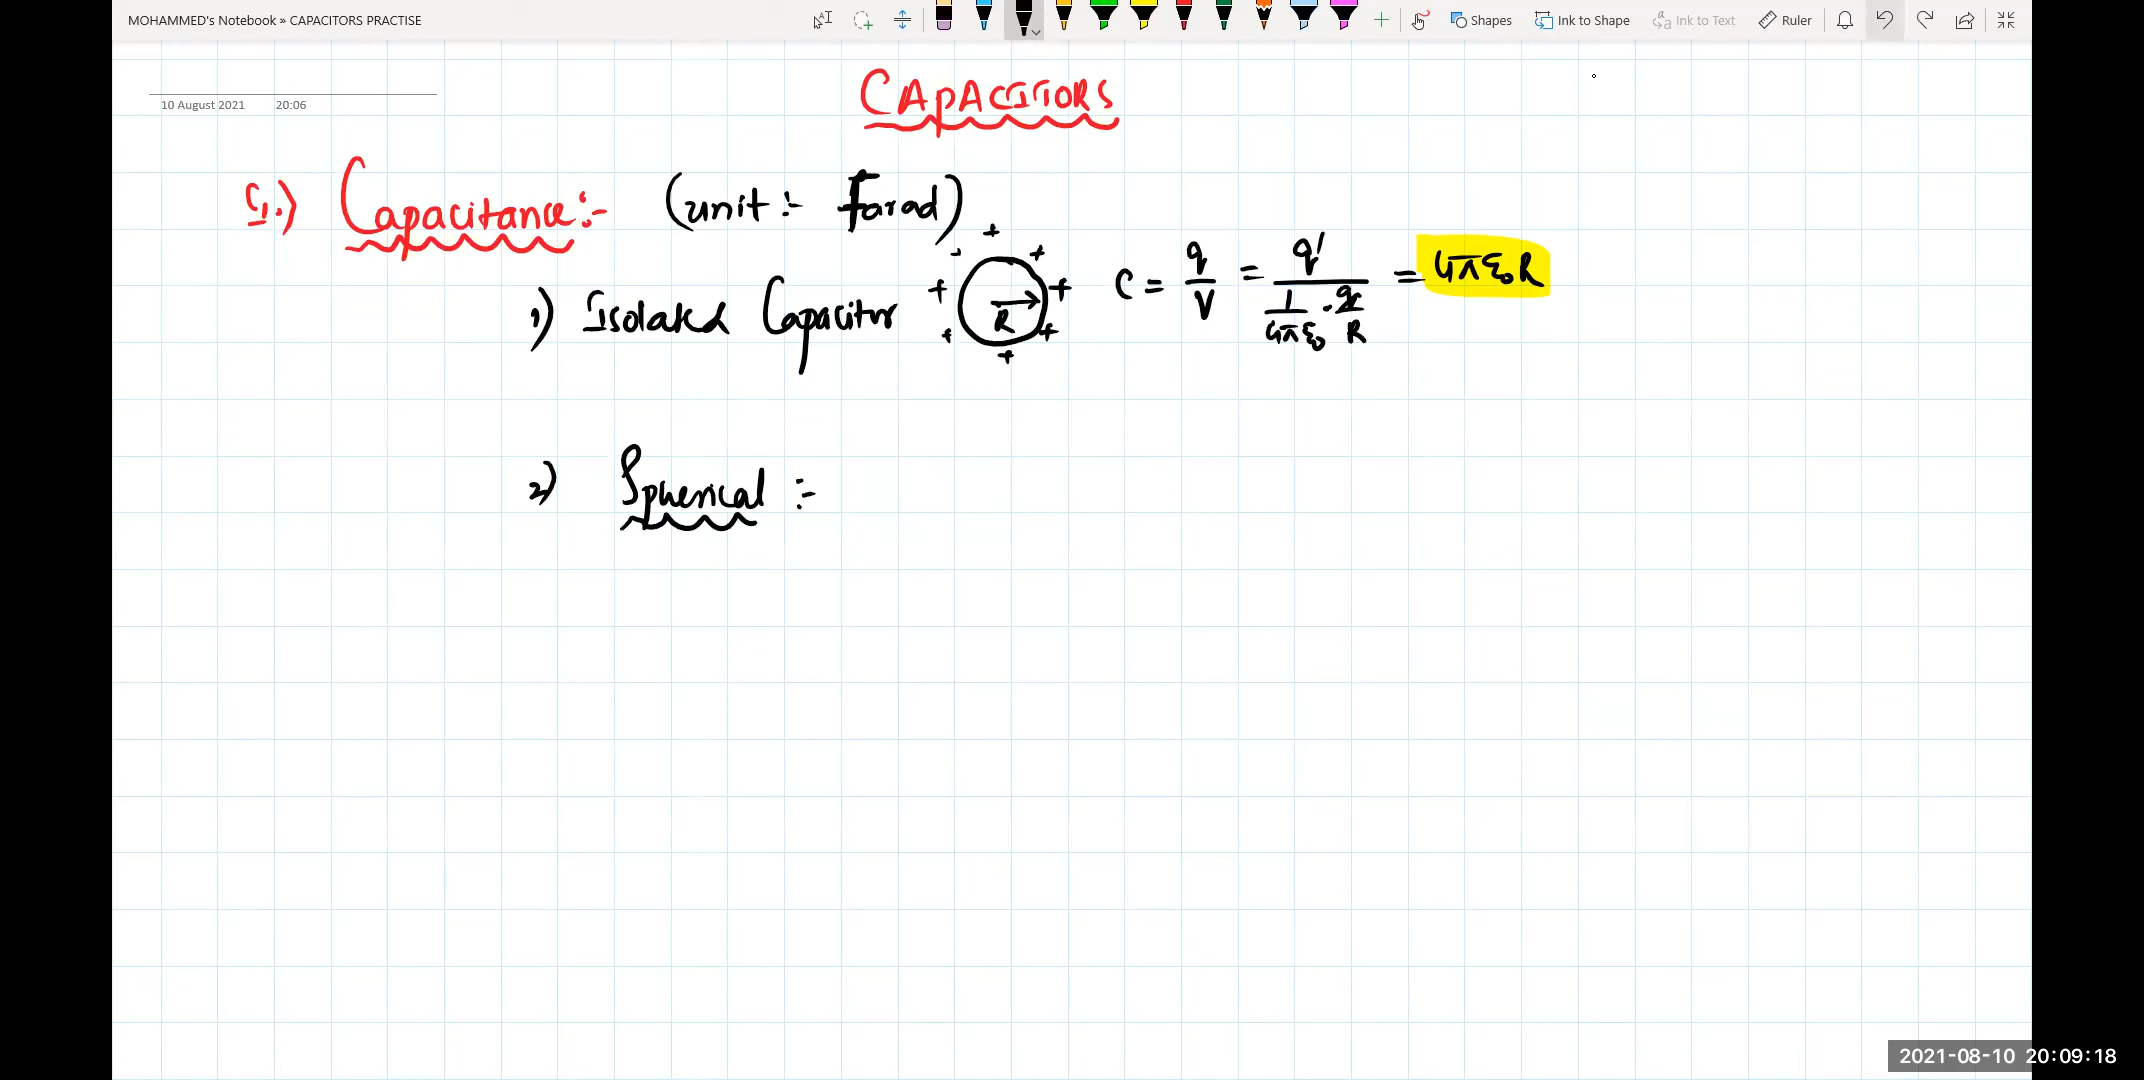 MOHAMMED's Notebook » CAPACITORS PRACTISE
Shapes Ink to Shape Ink to Text Ruler
CAPACITORS
10 August 2021 20:06
I.) Capacitance :- (unit :- Farad)
1) Isolated Capacitor R C = q/V = q/(1/4πε₀ · q/R) = 4πε₀R
2) Spherical :-
2021-08-10 20:09:18